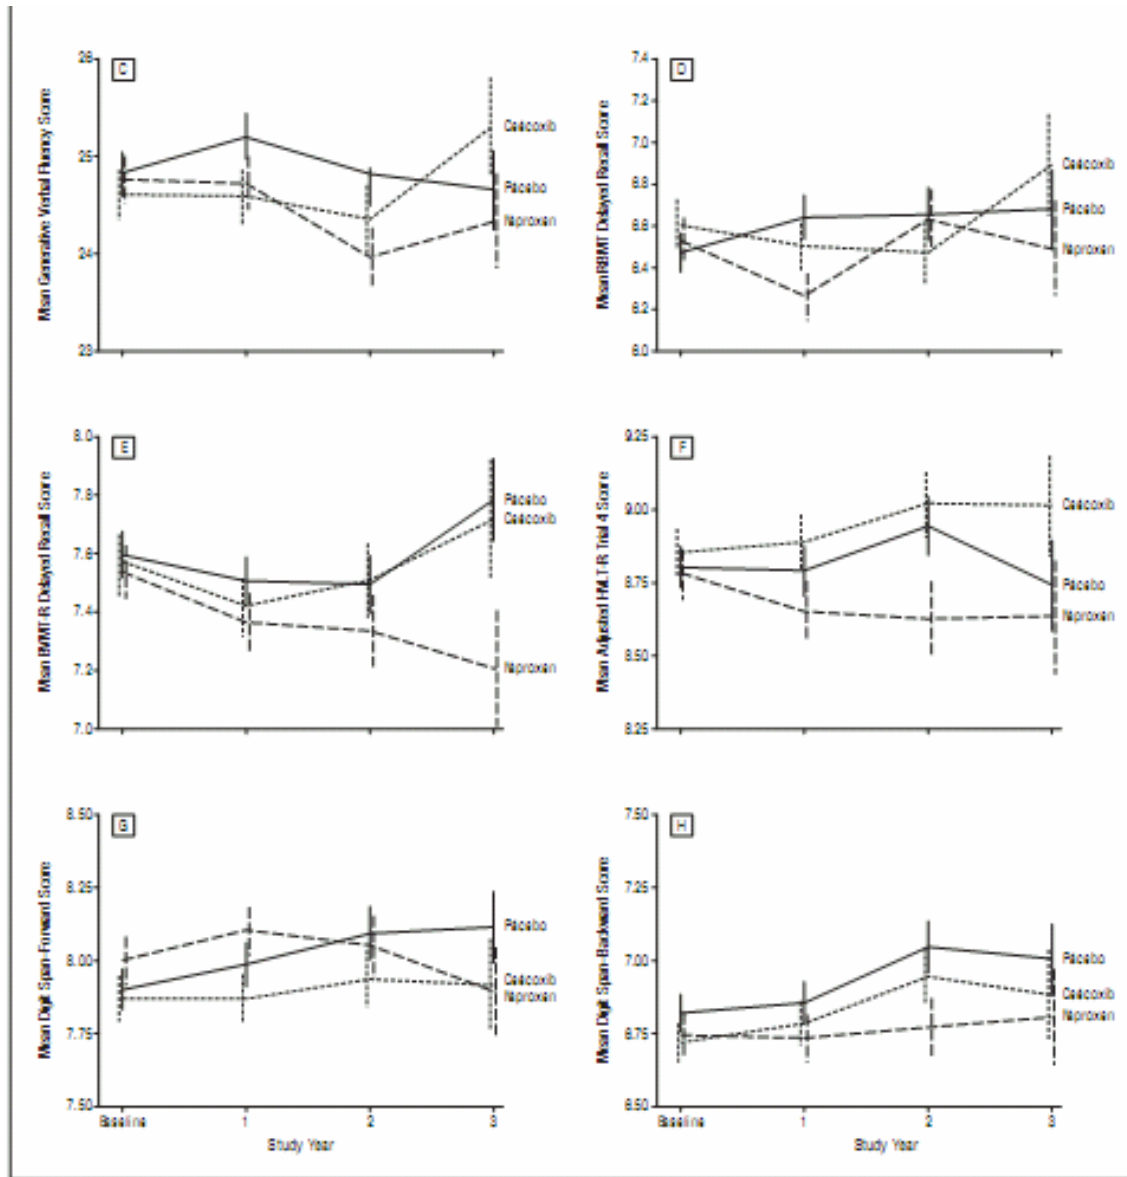 C
Mean Generative Verbal Fluency Score
26
25
24
23
Celecoxib
Placebo
Naproxen
D
Mean RBMT Delayed Recall Score
7.4
7.2
7.0
6.8
6.6
6.4
6.2
6.0
Celecoxib
Placebo
Naproxen
E
Mean BVMT-R Delayed Recall Score
8.0
7.8
7.6
7.4
7.2
7.0
Placebo
Celecoxib
Naproxen
F
Mean Adjusted HVLT-R Trial 4 Score
9.25
9.00
8.75
8.50
8.25
Celecoxib
Placebo
Naproxen
G
Mean Digit Span-Forward Score
8.50
8.25
8.00
7.75
7.50
Placebo
Celecoxib
Naproxen
Baseline 1 2 3
Study Year
H
Mean Digit Span-Backward Score
7.50
7.25
7.00
6.75
6.50
Placebo
Celecoxib
Naproxen
Baseline 1 2 3
Study Year